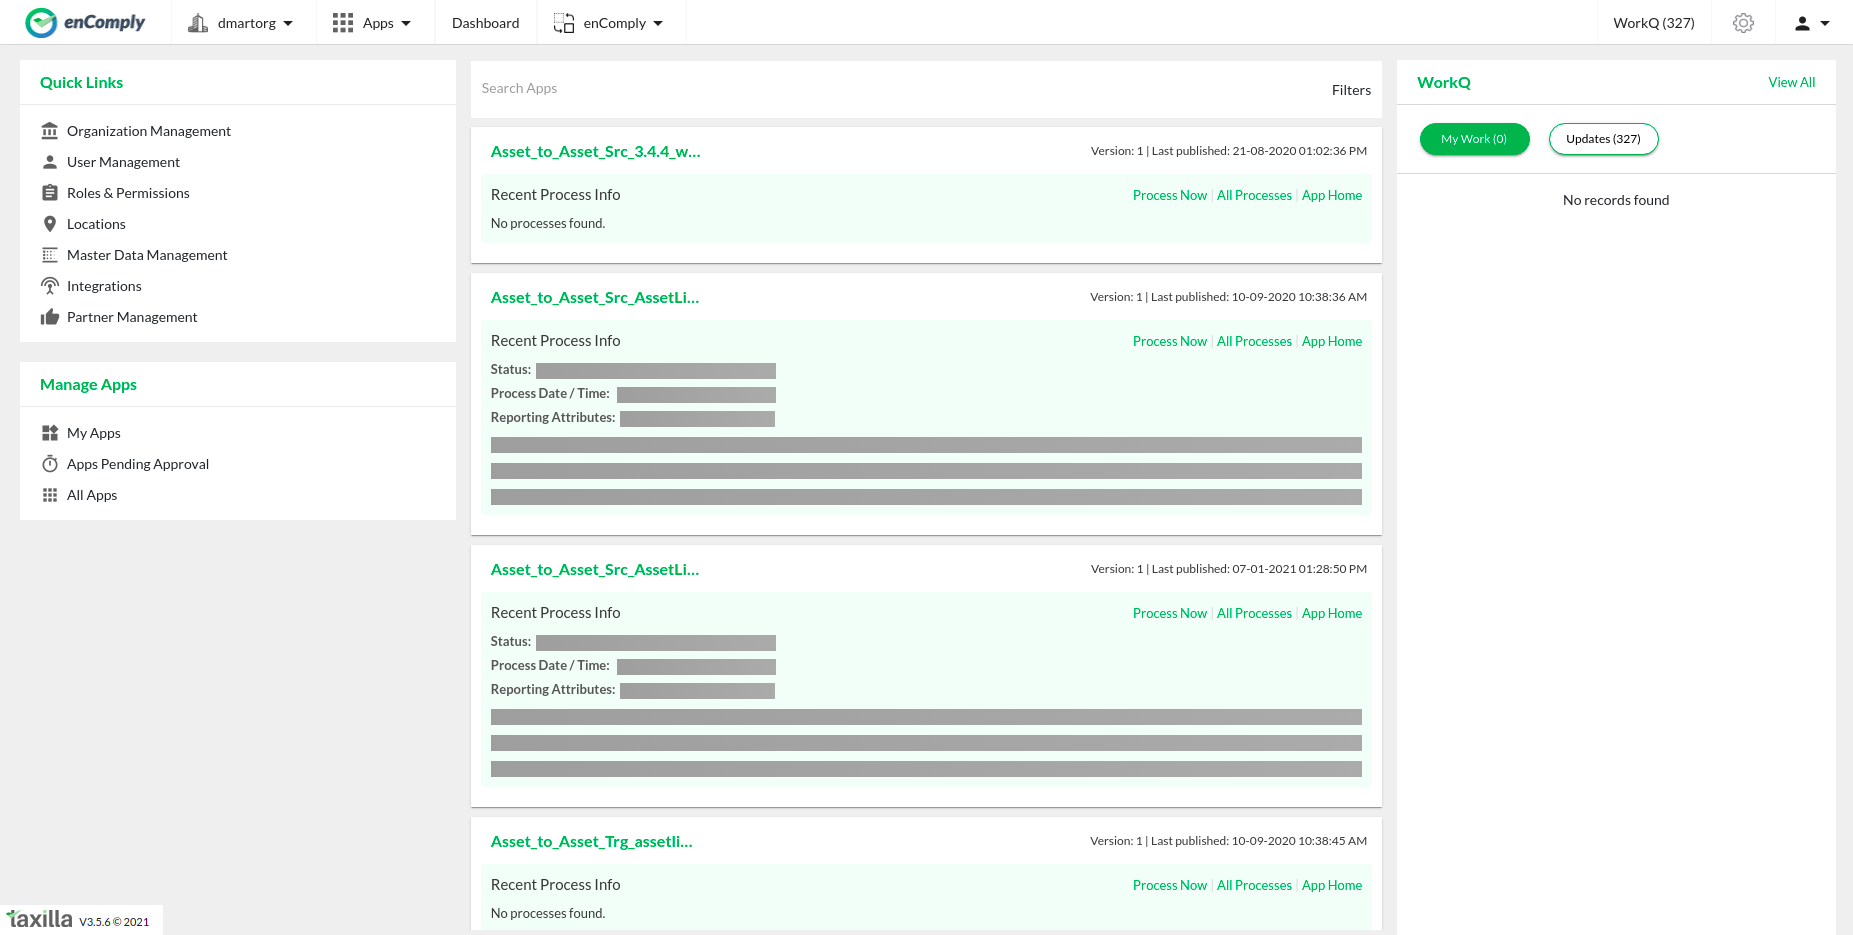 enComply
dmartorg
Apps
Dashboard
enComply
WorkQ (327)
Quick Links
Organization Management
User Management
Roles & Permissions
Locations
Master Data Management
Integrations
Partner Management
Manage Apps
My Apps
Apps Pending Approval
All Apps
Search Apps
Filters
Asset_to_Asset_Src_3.4.4_w...
Version: 1 | Last published: 21-08-2020 01:02:36 PM
Recent Process Info
Process Now | All Processes | App Home
No processes found.
Asset_to_Asset_Src_AssetLi...
Version: 1 | Last published: 10-09-2020 10:38:36 AM
Recent Process Info
Process Now | All Processes | App Home
Status:
Process Date / Time:
Reporting Attributes:
Asset_to_Asset_Src_AssetLi...
Version: 1 | Last published: 07-01-2021 01:28:50 PM
Recent Process Info
Process Now | All Processes | App Home
Status:
Process Date / Time:
Reporting Attributes:
Asset_to_Asset_Trg_assetli...
Version: 1 | Last published: 10-09-2020 10:38:45 AM
Recent Process Info
Process Now | All Processes | App Home
No processes found.
WorkQ
View All
My Work (0)
Updates (327)
No records found
taxilla V3.5.6 © 2021